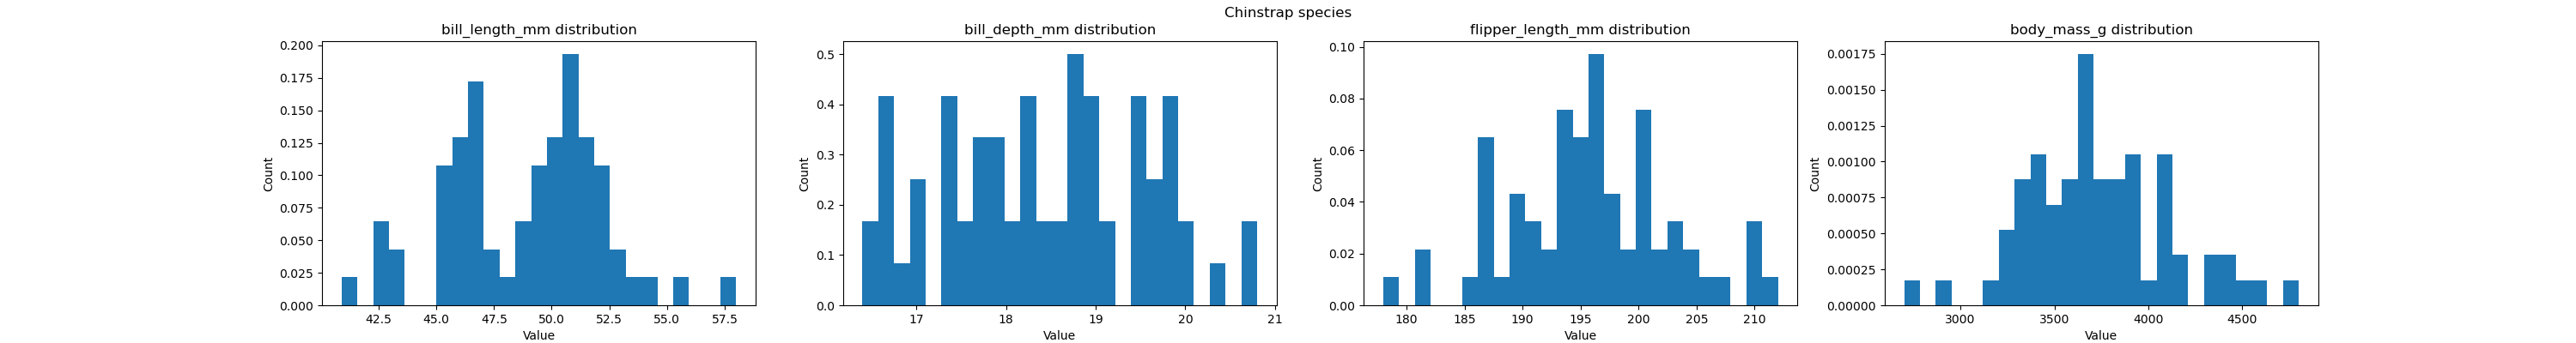 Chinstrap species
bill_length_mm distribution
0.200
0.175
0.150
0.125
0.100
0.075
0.050
0.025
0.000
Count
42.5 45.0 47.5 50.0 52.5 55.0 57.5
Value
bill_depth_mm distribution
0.5
0.4
0.3
0.2
0.1
0.0
Count
17 18 19 20 21
Value
flipper_length_mm distribution
0.10
0.08
0.06
0.04
0.02
0.00
Count
180 185 190 195 200 205 210
Value
body_mass_g distribution
0.00175
0.00150
0.00125
0.00100
0.00075
0.00050
0.00025
0.00000
Count
3000 3500 4000 4500
Value